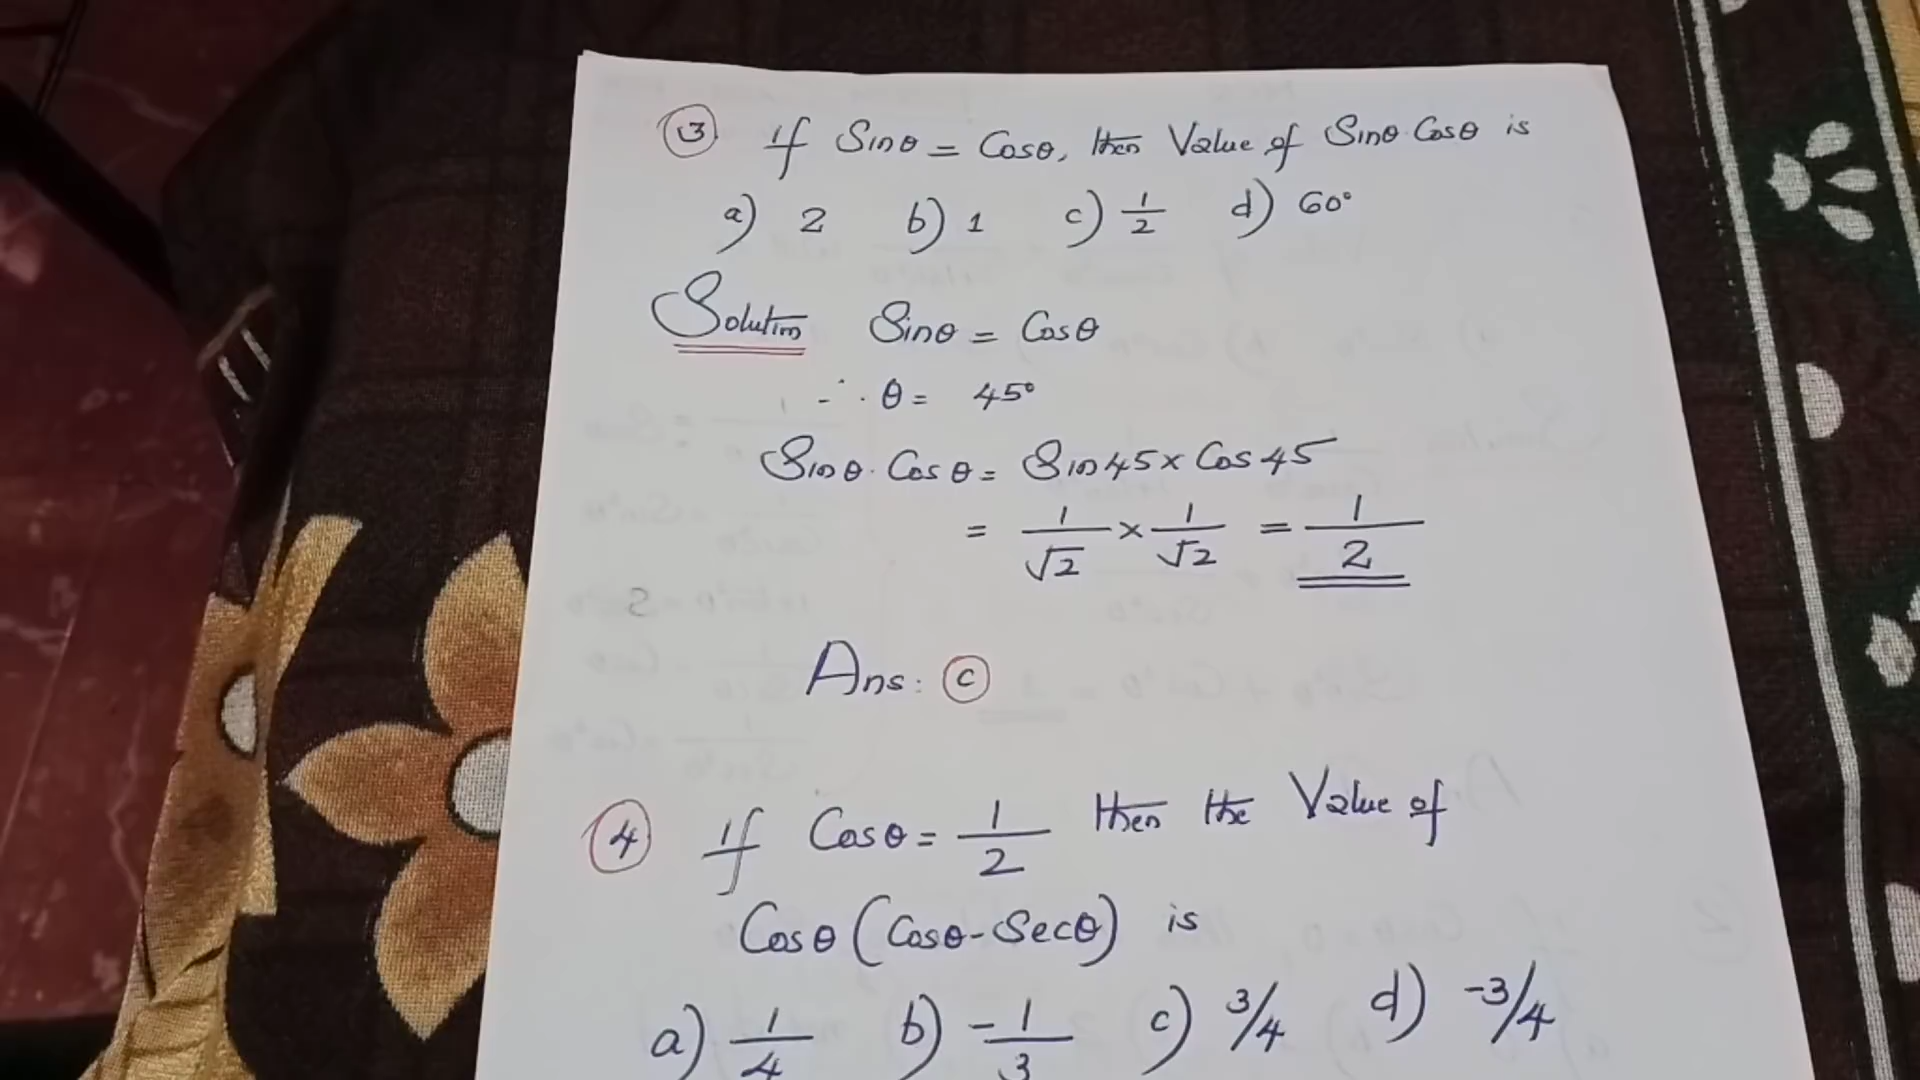 ③ If Sinθ = Cosθ, then Value of Sinθ·Cosθ is
a) 2 b) 1 c) 1/2 d) 60°
Solution Sinθ = Cosθ
∴ θ = 45°
Sinθ·Cosθ = Sin45 x Cos45
= 1/√2 x 1/√2 = 1/2
Ans: ⓒ
④ If Cosθ = 1/2 then the Value of
Cosθ (Cosθ-Secθ) is
a) 1/4 b) -1/3 c) 3/4 d) -3/4